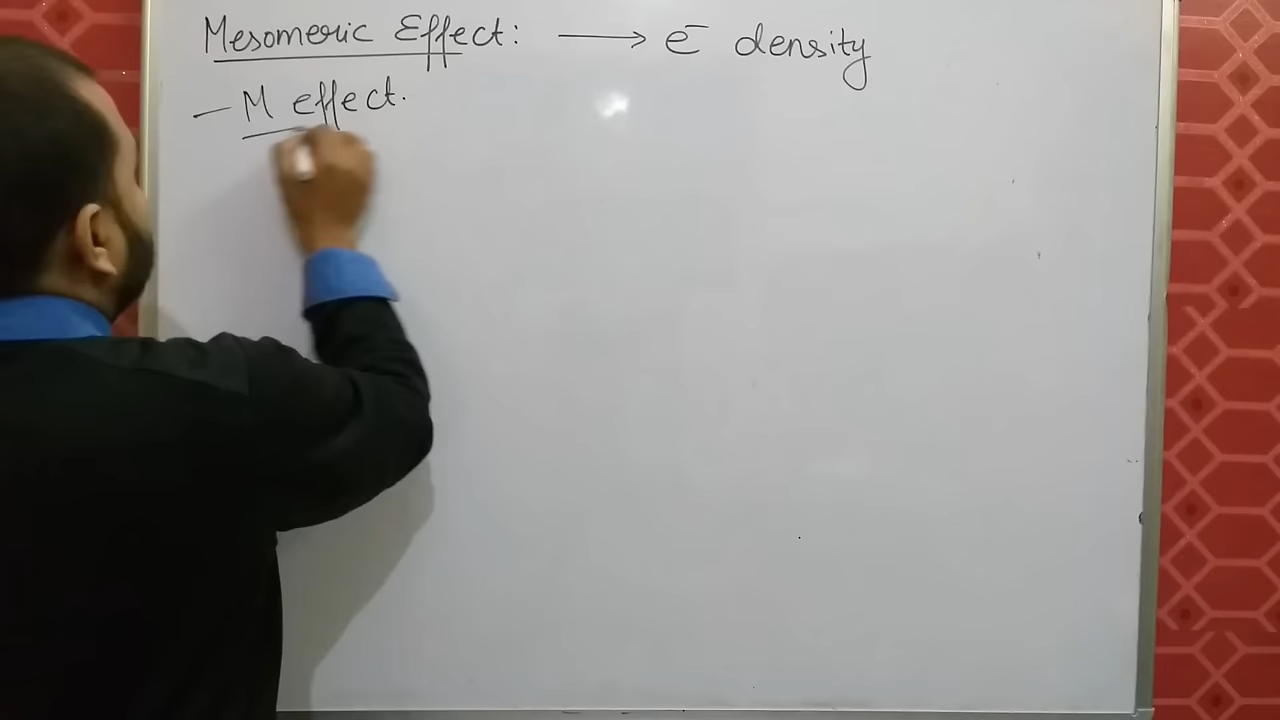 Mesomeric Effect: ⟶ e⁻ density
– M effect.